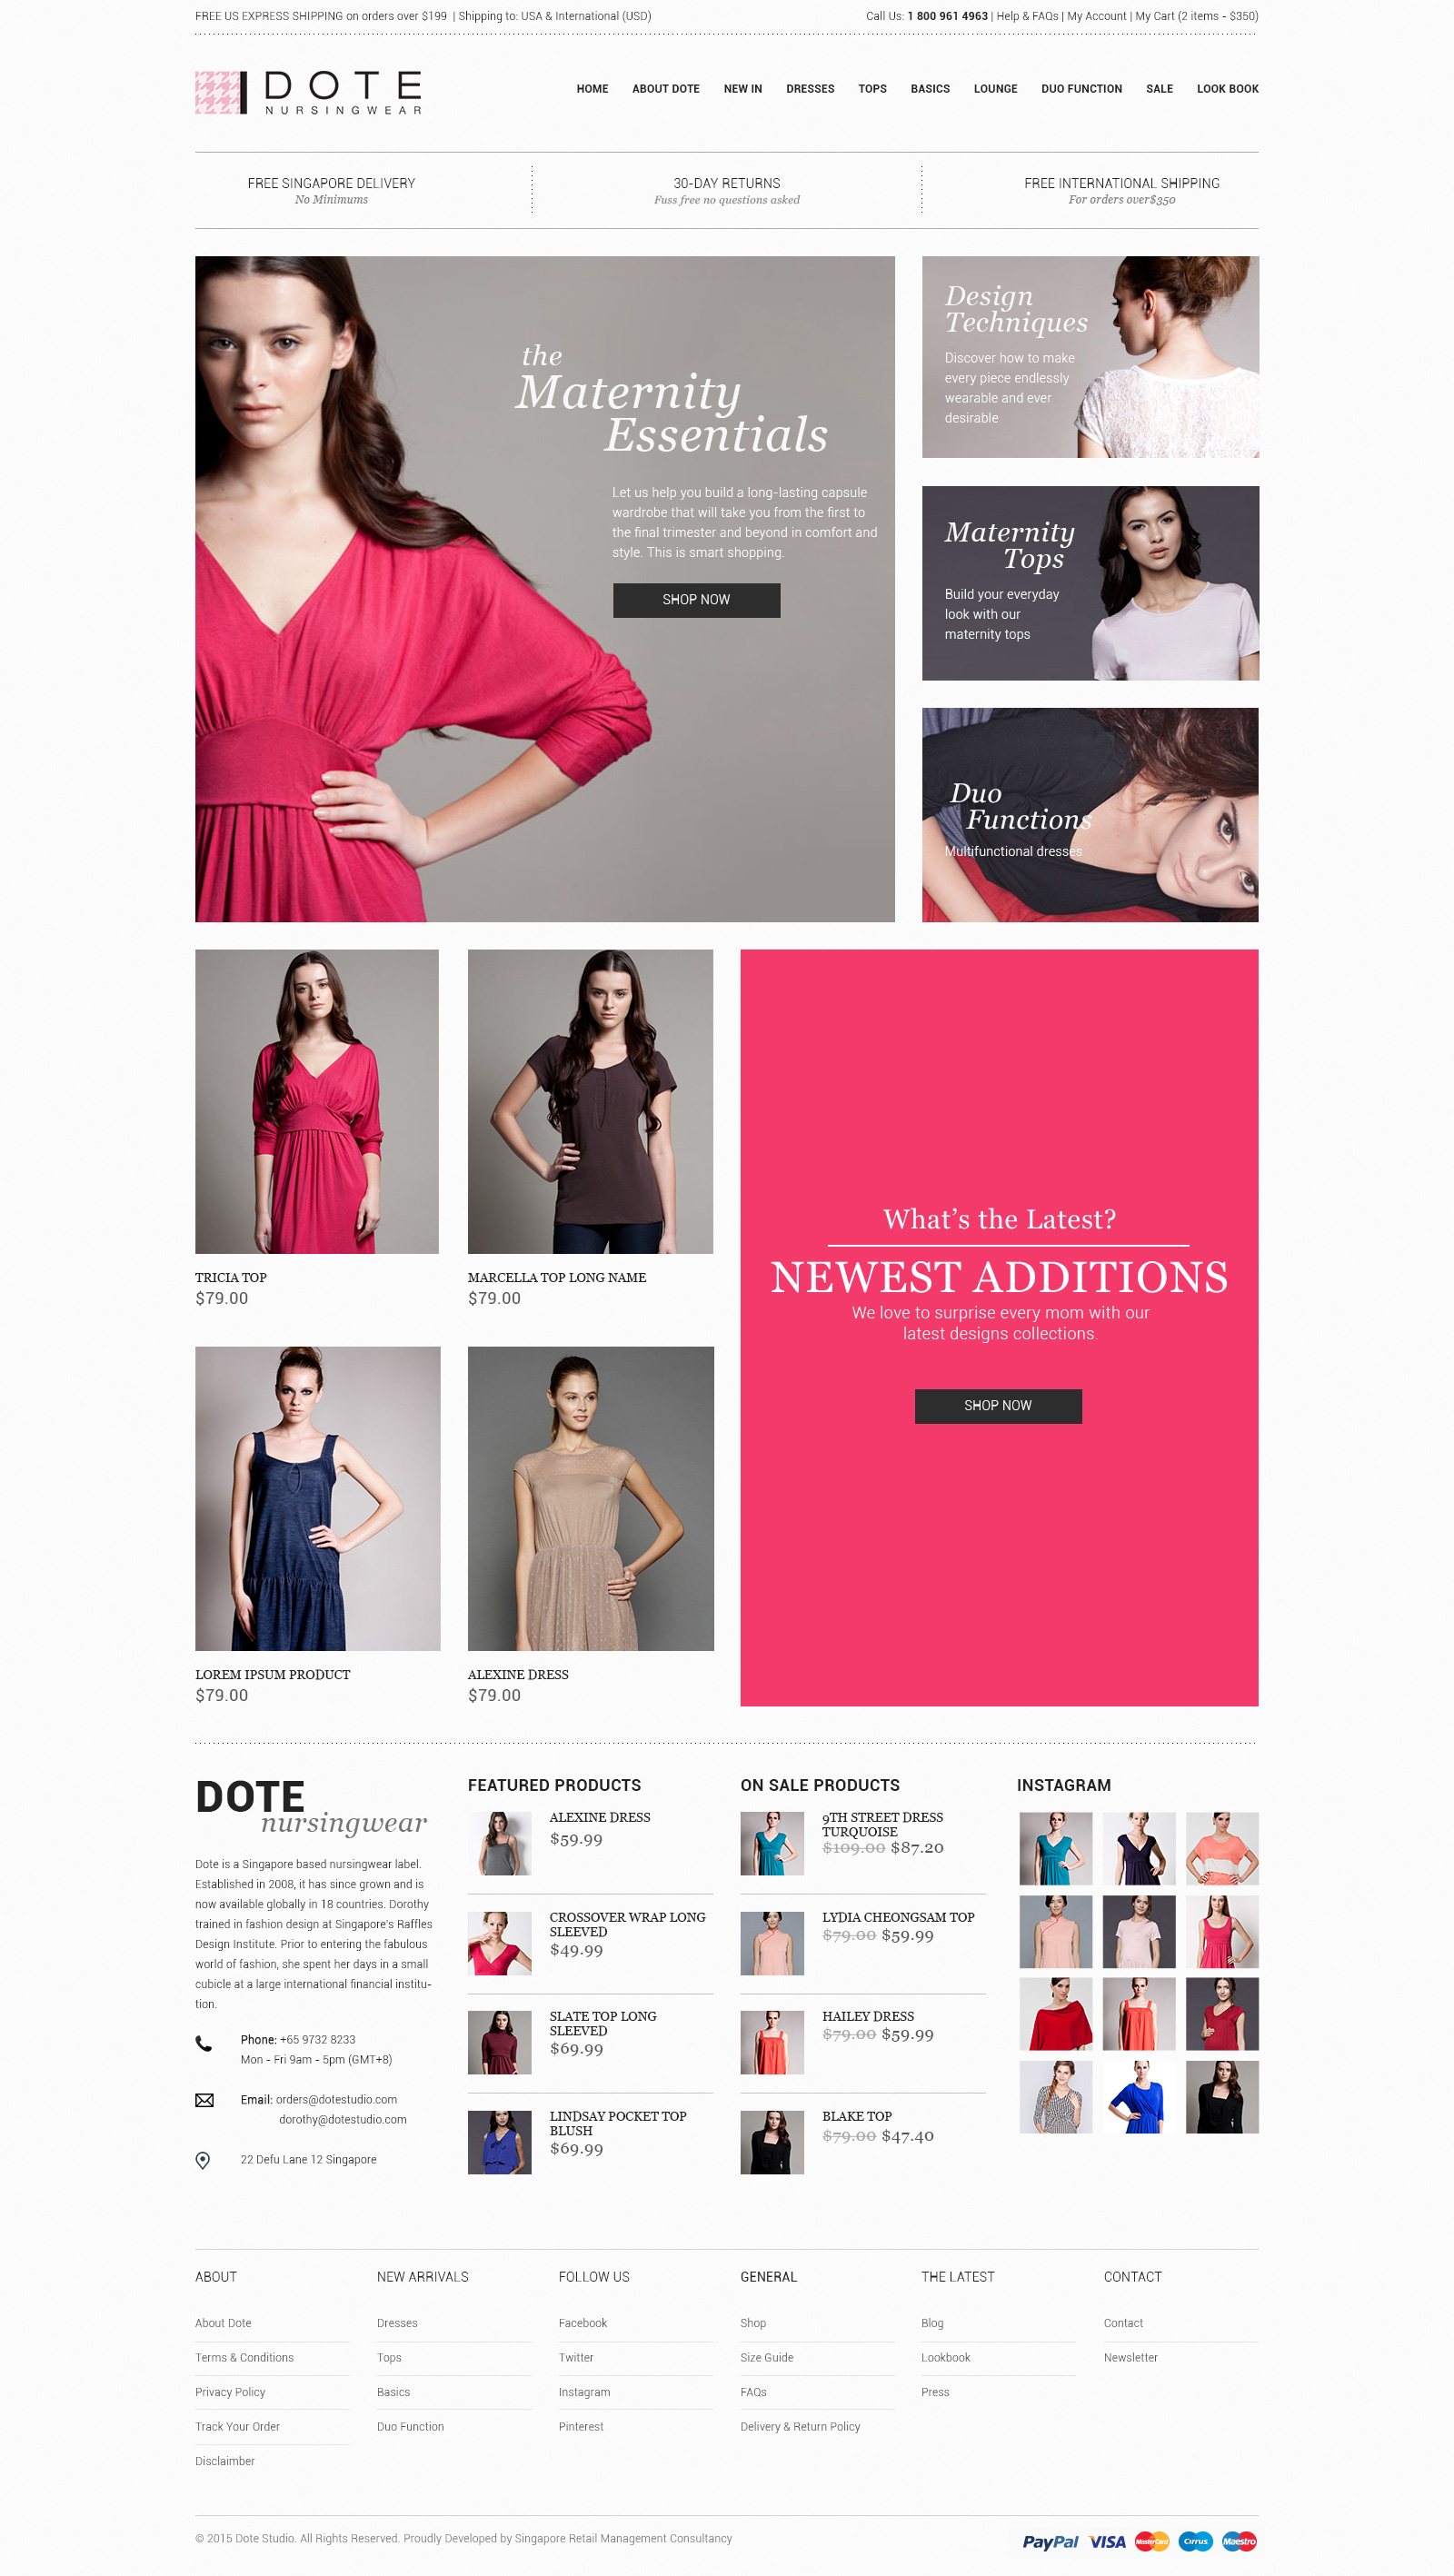 FREE US EXPRESS SHIPPING on orders over $199 | Shipping to: USA & International (USD)
Call Us: 1 800 961 4963 | Help & FAQs | My Account | My Cart (2 items - $350)
DOTE
NURSINGWEAR
HOME ABOUT DOTE NEW IN DRESSES TOPS BASICS LOUNGE DUO FUNCTION SALE LOOK BOOK
FREE SINGAPORE DELIVERY
No Minimums
30-DAY RETURNS
Fuss free no questions asked
FREE INTERNATIONAL SHIPPING
For orders over$350
the
Maternity
Essentials
Let us help you build a long-lasting capsule
wardrobe that will take you from the first to
the final trimester and beyond in comfort and
style. This is smart shopping.
SHOP NOW
Design
Techniques
Discover how to make
every piece endlessly
wearable and ever
desirable
Maternity
Tops
Build your everyday
look with our
maternity tops
Duo
Functions
Multifunctional dresses
TRICIA TOP
$79.00
MARCELLA TOP LONG NAME
$79.00
LOREM IPSUM PRODUCT
$79.00
ALEXINE DRESS
$79.00
What's the Latest?
NEWEST ADDITIONS
We love to surprise every mom with our
latest designs collections.
SHOP NOW
DOTE
nursingwear
Dote is a Singapore based nursingwear label.
Established in 2008, it has since grown and is
now available globally in 18 countries. Dorothy
trained in fashion design at Singapore's Raffles
Design Institute. Prior to entering the fabulous
world of fashion, she spent her days in a small
cubicle at a large international financial institu-
tion.
Phone: +65 9732 8233
Mon - Fri 9am - 5pm (GMT+8)
Email: orders@dotestudio.com
dorothy@dotestudio.com
22 Defu Lane 12 Singapore
FEATURED PRODUCTS
ALEXINE DRESS
$59.99
CROSSOVER WRAP LONG
SLEEVED
$49.99
SLATE TOP LONG
SLEEVED
$69.99
LINDSAY POCKET TOP
BLUSH
$69.99
ON SALE PRODUCTS
9TH STREET DRESS
TURQUOISE
$109.00 $87.20
LYDIA CHEONGSAM TOP
$79.00 $59.99
HAILEY DRESS
$79.00 $59.99
BLAKE TOP
$79.00 $47.40
INSTAGRAM
ABOUT
About Dote
Terms & Conditions
Privacy Policy
Track Your Order
Disclaimber
NEW ARRIVALS
Dresses
Tops
Basics
Duo Function
FOLLOW US
Facebook
Twitter
Instagram
Pinterest
GENERAL
Shop
Size Guide
FAQs
Delivery & Return Policy
THE LATEST
Blog
Lookbook
Press
CONTACT
Contact
Newsletter
© 2015 Dote Studio. All Rights Reserved. Proudly Developed by Singapore Retail Management Consultancy
PayPal VISA MasterCard Cirrus Maestro